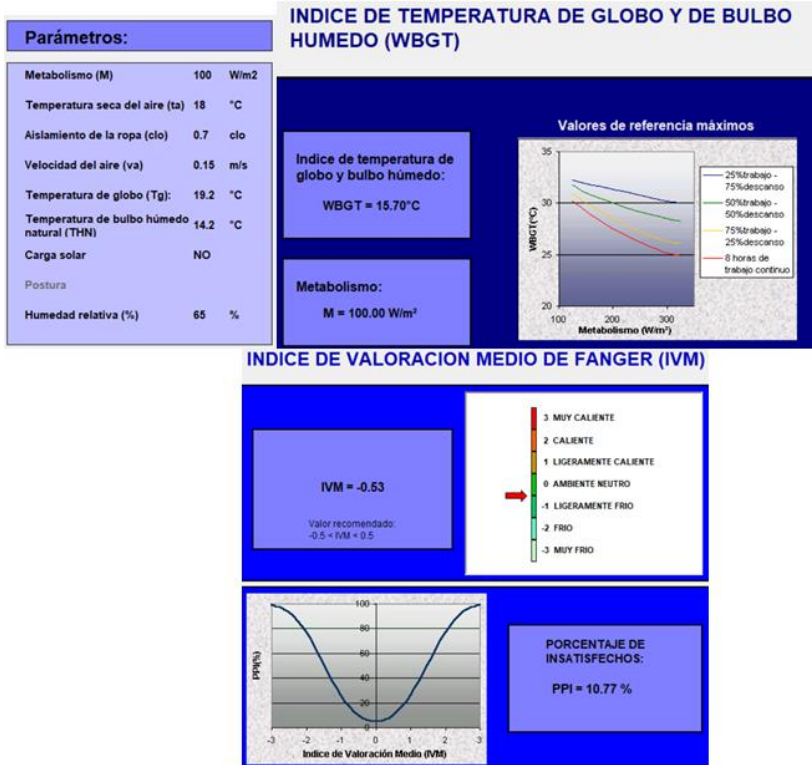 Parámetros:
Metabolismo (M) 100 W/m2
Temperatura seca del aire (ta) 18 °C
Aislamiento de la ropa (clo) 0.7 clo
Velocidad del aire (va) 0.15 m/s
Temperatura de globo (Tg): 19.2 °C
Temperatura de bulbo húmedo
natural (THN) 14.2 °C
Carga solar NO
Postura
Humedad relativa (%) 65 %
INDICE DE TEMPERATURA DE GLOBO Y DE BULBO
HUMEDO (WBGT)
Indice de temperatura de
globo y bulbo húmedo:
WBGT = 15.70°C
Metabolismo:
M = 100.00 W/m²
Valores de referencia máximos
35
30
25
20
WBGT(°C)
100 200 300
Metabolismo (W/m²)
25%trabajo -
75%descanso
50%trabajo -
50%descanso
75%trabajo -
25%descanso
8 horas de
trabajo continuo
INDICE DE VALORACION MEDIO DE FANGER (IVM)
IVM = -0.53
Valor recomendado:
-0.5 < IVM < 0.5
3 MUY CALIENTE
2 CALIENTE
1 LIGERAMENTE CALIENTE
0 AMBIENTE NEUTRO
-1 LIGERAMENTE FRIO
-2 FRIO
-3 MUY FRIO
100
80
60
40
20
0
PPI(%)
-3 -2 -1 0 1 2 3
Indice de Valoración Medio (IVM)
PORCENTAJE DE
INSATISFECHOS:
PPI = 10.77 %